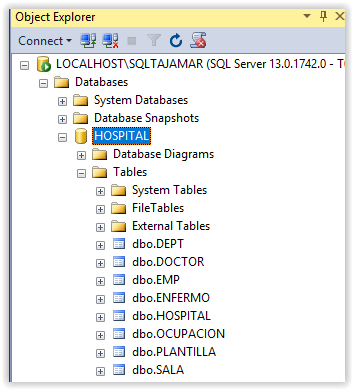 Object Explorer
Connect
LOCALHOST\SQLTAJAMAR (SQL Server 13.0.1742.0 -
Databases
System Databases
Database Snapshots
HOSPITAL
Database Diagrams
Tables
System Tables
FileTables
External Tables
dbo.DEPT
dbo.DOCTOR
dbo.EMP
dbo.ENFERMO
dbo.HOSPITAL
dbo.OCUPACION
dbo.PLANTILLA
dbo.SALA